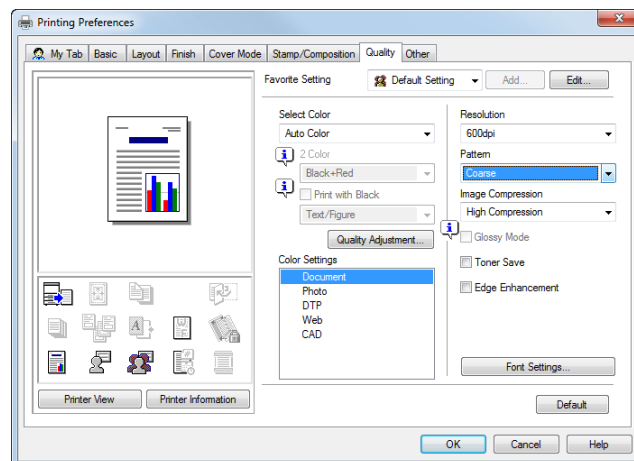 Printing Preferences
My Tab Basic Layout Finish Cover Mode Stamp/Composition Quality Other
Favorite Setting Default Setting Add... Edit...
Select Color
Auto Color
2 Color
Black+Red
Print with Black
Text/Figure
Quality Adjustment...
Color Settings
Document
Photo
DTP
Web
CAD
Resolution
600dpi
Pattern
Coarse
Image Compression
High Compression
Glossy Mode
Toner Save
Edge Enhancement
Font Settings...
Printer View Printer Information
Default
OK Cancel Help